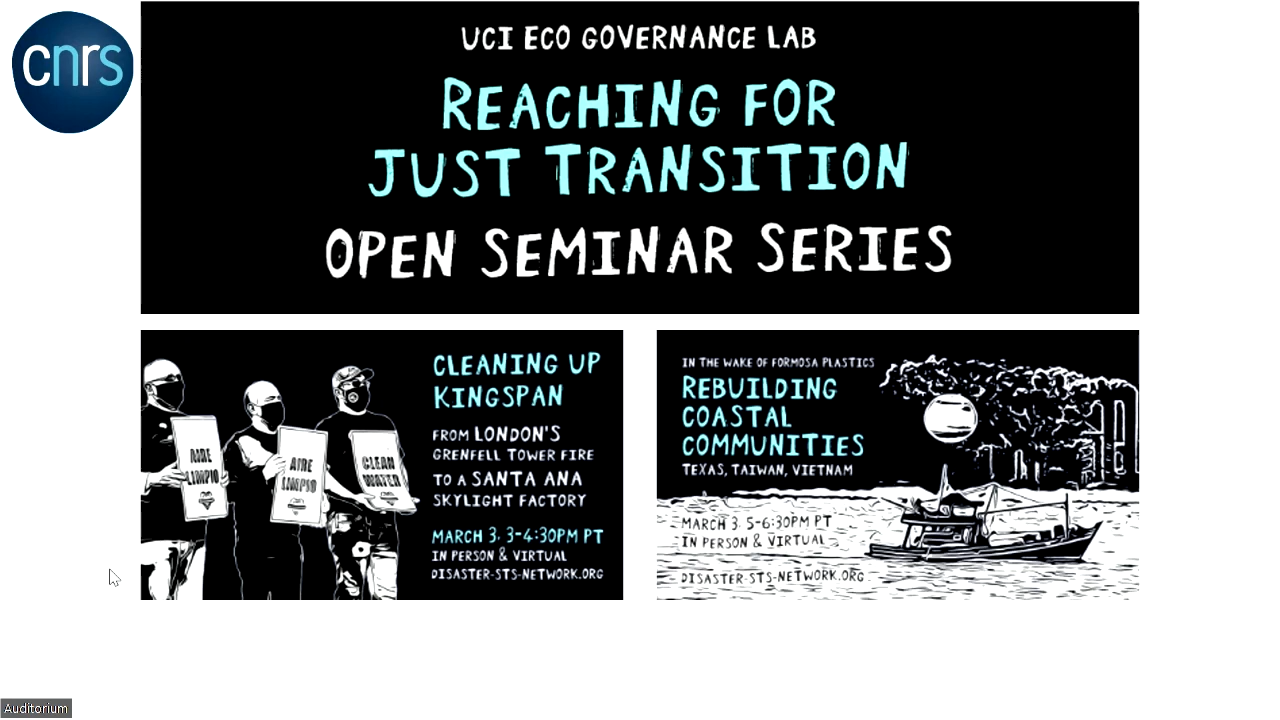 cnrs
UCI ECO GOVERNANCE LAB
REACHING FOR
JUST TRANSITION
OPEN SEMINAR SERIES
AIRE
LIMPIO
AIRE
LIMPIO
CLEAN
WATER
CLEANING UP
KINGSPAN
FROM LONDON'S
GRENFELL TOWER FIRE
TO A SANTA ANA
SKYLIGHT FACTORY
MARCH 3, 3-4:30PM PT
IN PERSON & VIRTUAL
DISASTER-STS-NETWORK.ORG
IN THE WAKE OF FORMOSA PLASTICS
REBUILDING
COASTAL
COMMUNITIES
TEXAS, TAIWAN, VIETNAM
MARCH 3, 5-6:30PM PT
IN PERSON & VIRTUAL
DISASTER-STS-NETWORK.ORG
Auditorium